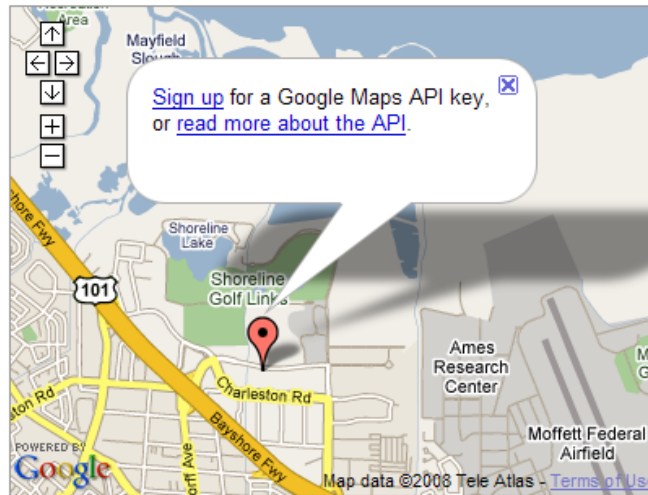 Recreation
Area
Mayfield
Slough
Sign up for a Google Maps API key,
or read more about the API.
Shoreline
Lake
Bayshore Fwy
101
Shoreline
Golf Links
Ames
Research
Center
Charleston Rd
Bayshore Fwy
Moffett Federal
Airfield
POWERED BY
Google
Map data ©2008 Tele Atlas - Terms of Us